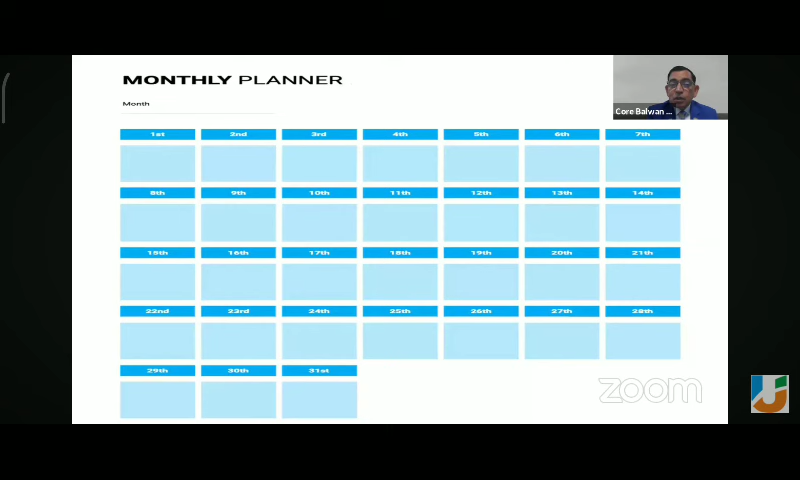 MONTHLY PLANNER
Month
Core Balwan ...
1st 2nd 3rd 4th 5th 6th 7th
8th 9th 10th 11th 12th 13th 14th
15th 16th 17th 18th 19th 20th 21th
22nd 23rd 24th 25th 26th 27th 28th
29th 30th 31st
zoom